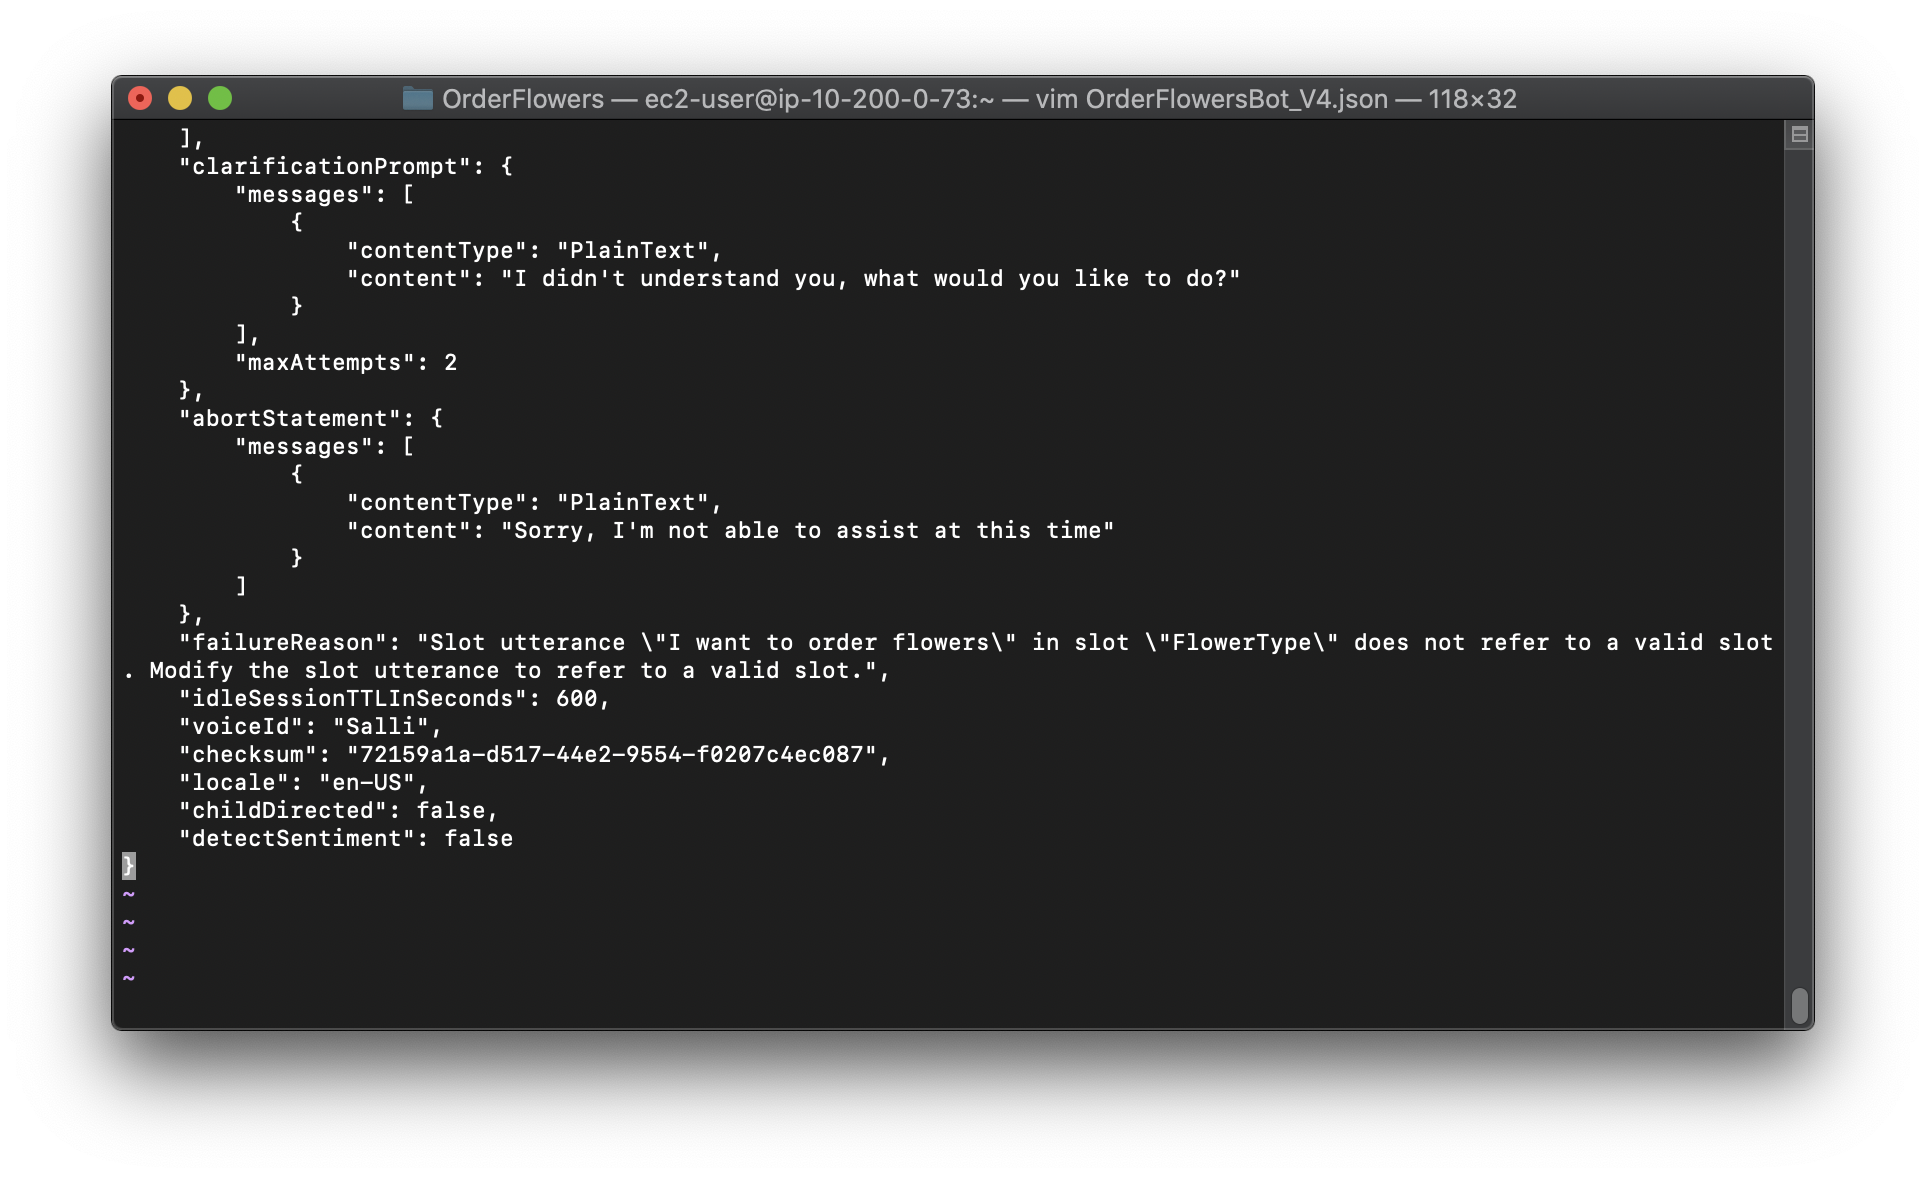 OrderFlowers — ec2-user@ip-10-200-0-73:~ — vim OrderFlowersBot_V4.json — 118×32
    ],
    "clarificationPrompt": {
        "messages": [
            {
                "contentType": "PlainText",
                "content": "I didn't understand you, what would you like to do?"
            }
        ],
        "maxAttempts": 2
    },
    "abortStatement": {
        "messages": [
            {
                "contentType": "PlainText",
                "content": "Sorry, I'm not able to assist at this time"
            }
        ]
    },
    "failureReason": "Slot utterance \"I want to order flowers\" in slot \"FlowerType\" does not refer to a valid slot
. Modify the slot utterance to refer to a valid slot.",
    "idleSessionTTLInSeconds": 600,
    "voiceId": "Salli",
    "checksum": "72159a1a-d517-44e2-9554-f0207c4ec087",
    "locale": "en-US",
    "childDirected": false,
    "detectSentiment": false
}
~
~
~
~